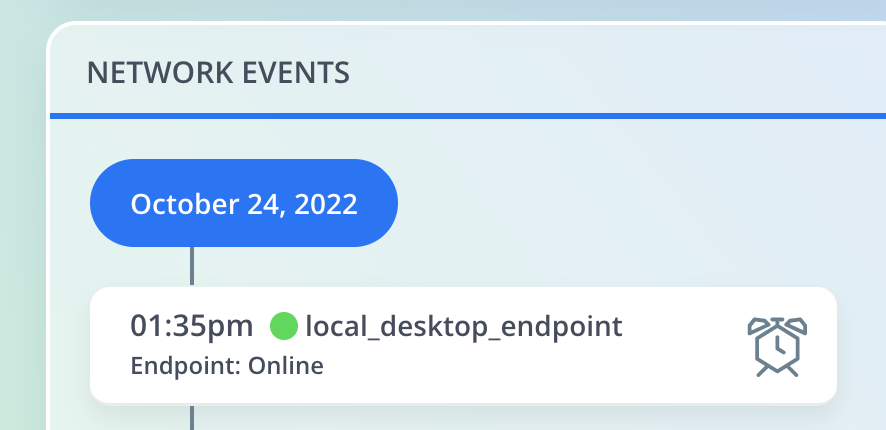 NETWORK EVENTS
October 24, 2022
01:35pm local_desktop_endpoint
Endpoint: Online